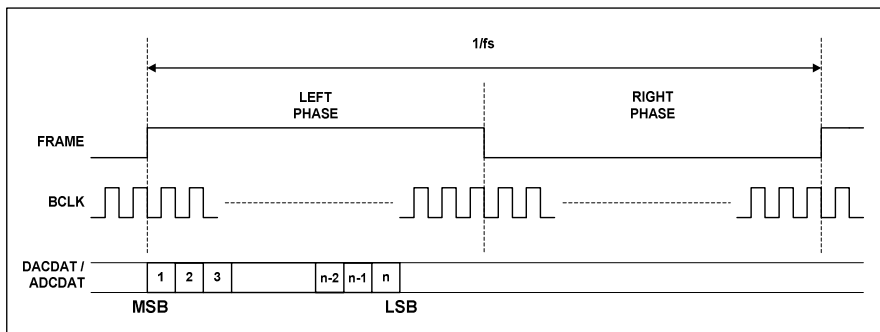 1/fs
LEFT
PHASE
RIGHT
PHASE
FRAME
BCLK
DACDAT /
ADCDAT
1 2 3 n-2 n-1 n
MSB LSB